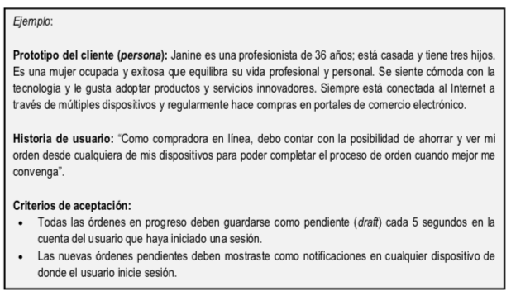 Ejemplo:
Prototipo del cliente (persona): Janine es una profesionista de 36 años; está casada y tiene tres hijos.
Es una mujer ocupada y exitosa que equilibra su vida profesional y personal. Se siente cómoda con la
tecnología y le gusta adoptar productos y servicios innovadores. Siempre está conectada al Internet a
través de múltiples dispositivos y regularmente hace compras en portales de comercio electrónico.
Historia de usuario: “Como compradora en línea, debo contar con la posibilidad de ahorrar y ver mi
orden desde cualquiera de mis dispositivos para poder completar el proceso de orden cuando mejor me
convenga”.
Criterios de aceptación:
• Todas las órdenes en progreso deben guardarse como pendiente (draft) cada 5 segundos en la
cuenta del usuario que haya iniciado una sesión.
• Las nuevas órdenes pendientes deben mostraste como notificaciones en cualquier dispositivo de
donde el usuario inicie sesión.